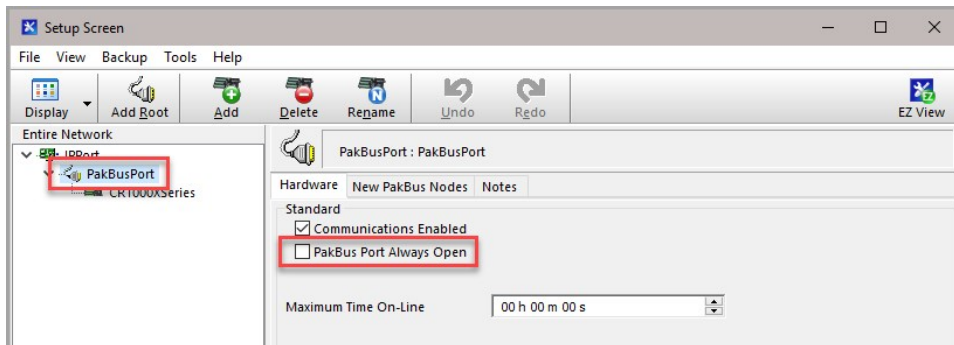 Setup Screen
File View Backup Tools Help
Display Add Root Add Delete Rename Undo Redo EZ View
Entire Network
IPPort
PakBusPort
CR1000XSeries
PakBusPort : PakBusPort
Hardware New PakBus Nodes Notes
Standard
Communications Enabled
PakBus Port Always Open
Maximum Time On-Line 00 h 00 m 00 s